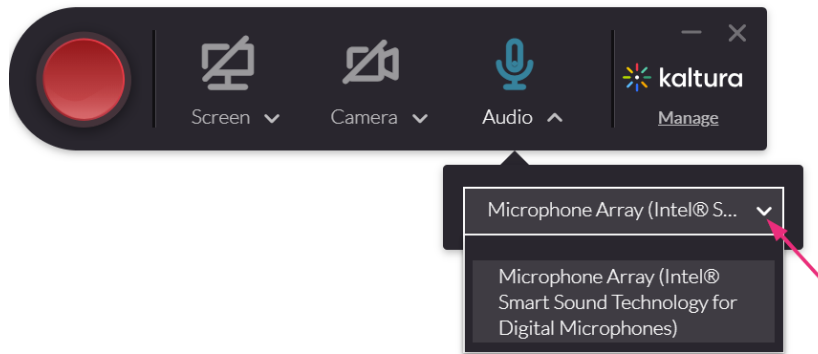 Screen
Camera
Audio
kaltura
Manage
Microphone Array (Intel® S...
Microphone Array (Intel®
Smart Sound Technology for
Digital Microphones)